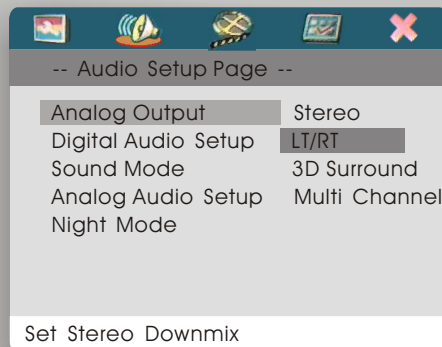 -- Audio Setup Page --
Analog Output Stereo
Digital Audio Setup LT/RT
Sound Mode 3D Surround
Analog Audio Setup Multi Channel
Night Mode
Set Stereo Downmix